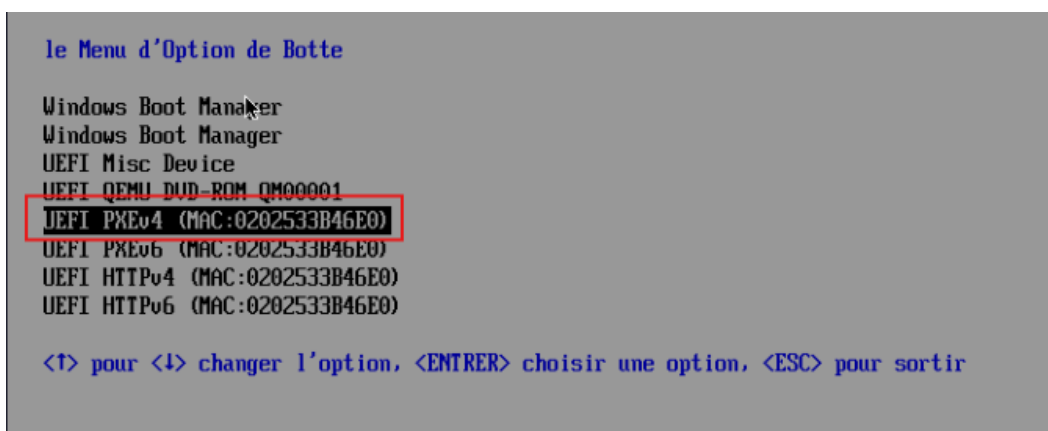 le Menu d'Option de Botte
Windows Boot Manager
Windows Boot Manager
UEFI Misc Device
UEFI QEMU DVD-ROM QM00001
UEFI PXEv4 (MAC:0202533B46E0)
UEFI PXEv6 (MAC:0202533B46E0)
UEFI HTTPv4 (MAC:0202533B46E0)
UEFI HTTPv6 (MAC:0202533B46E0)
<↑> pour <↓> changer l'option, <ENTRER> choisir une option, <ESC> pour sortir